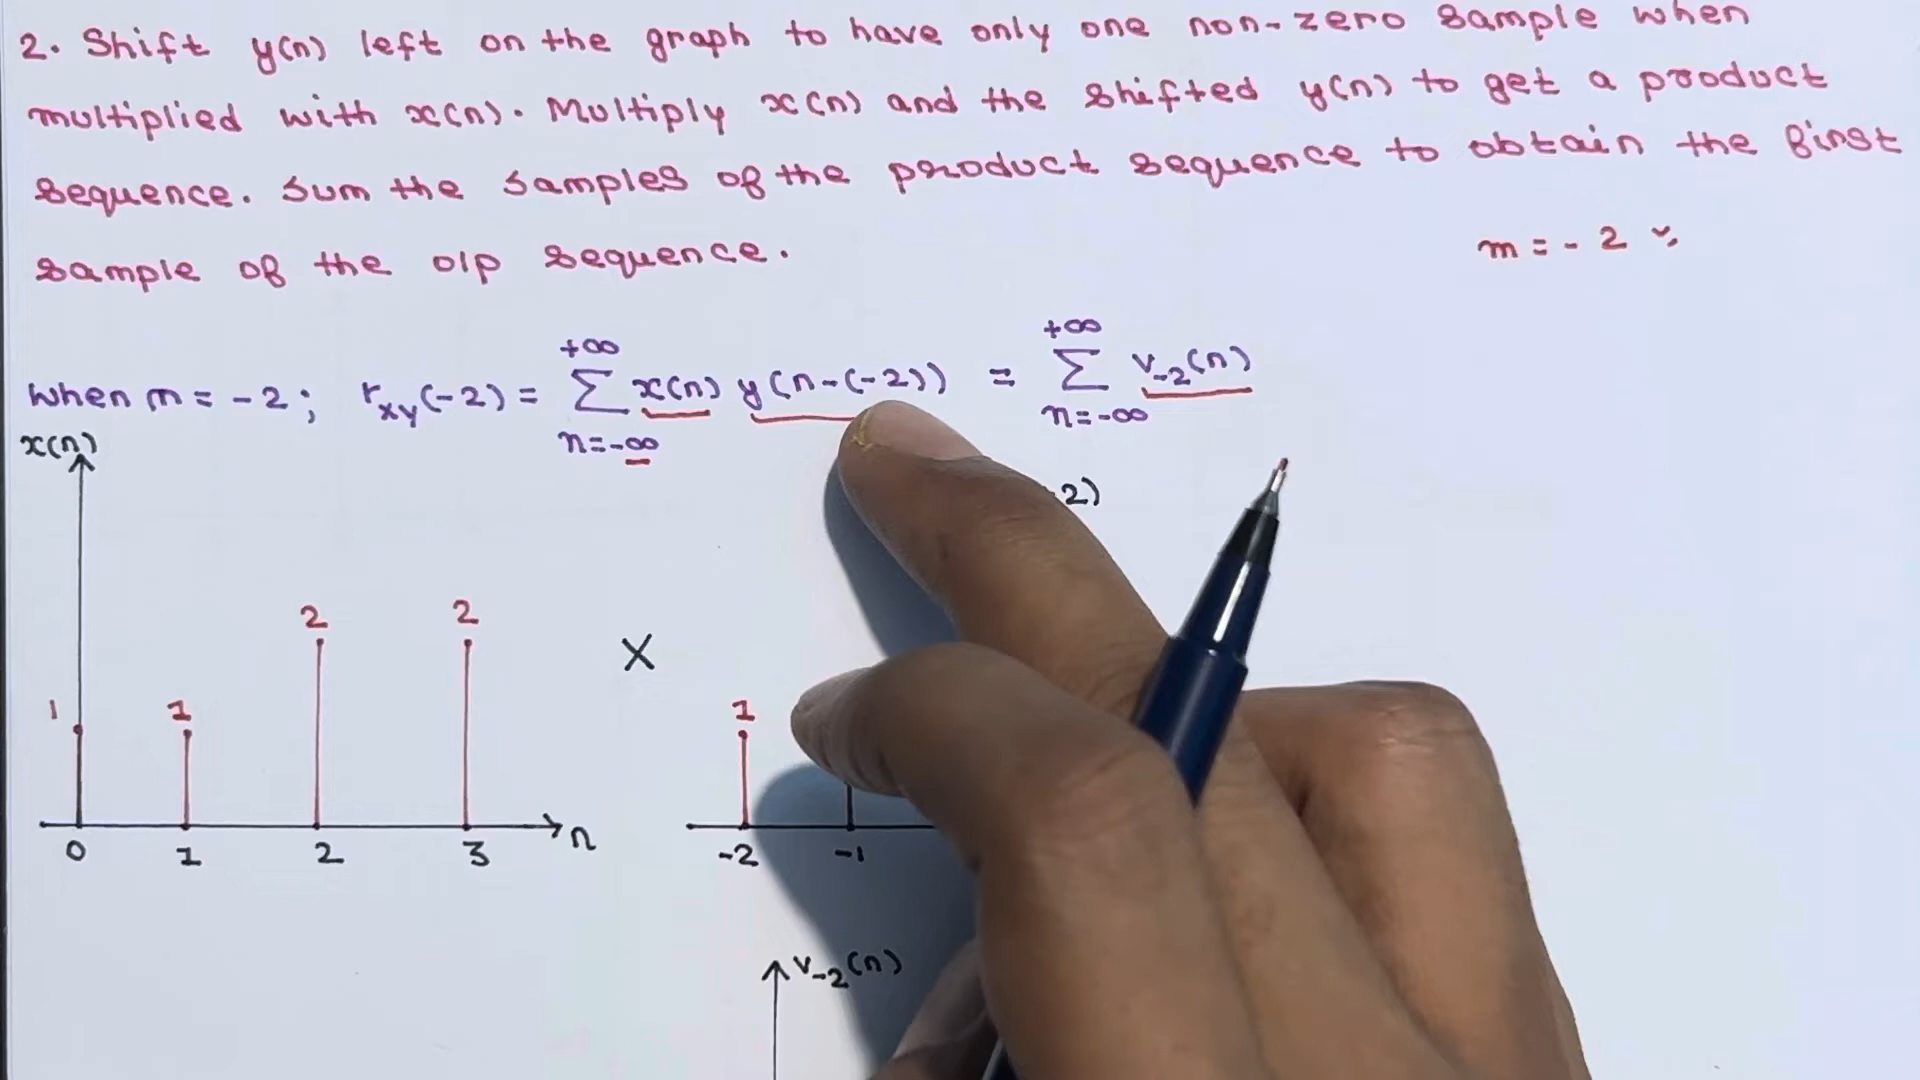 2. Shift y(n) left on the graph to have only one non-zero sample when
multiplied with x(n). Multiply x(n) and the shifted y(n) to get a product
sequence. Sum the samples of the product sequence to obtain the first
sample of the o/p sequence.
m = - 2
+∞ +∞
when m = -2; rxy(-2) = Σ x(n) y(n-(-2)) = Σ v-2(n)
n=-∞ n=-∞
x(n)
2)
2 2
X
1 1 1
n
0 1 2 3 -2 -1
v-2(n)